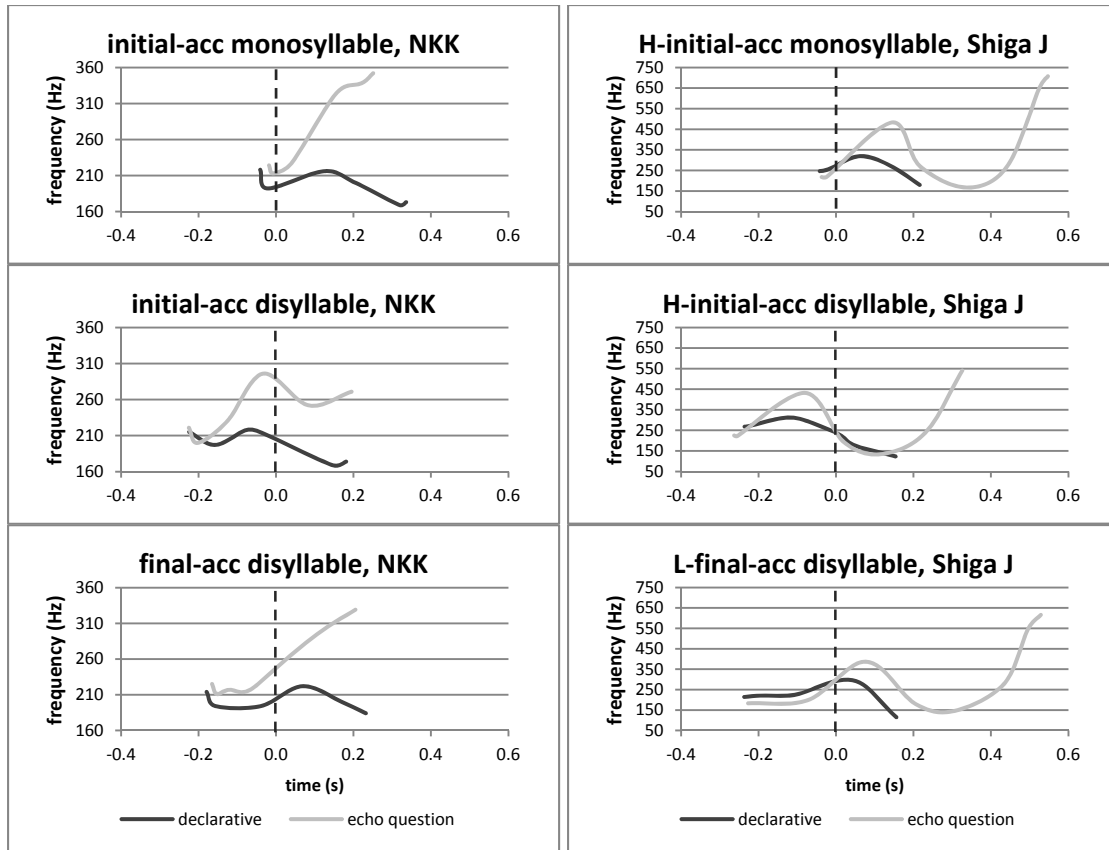 initial-acc monosyllable, NKK
frequency (Hz)
360
310
260
210
160
-0.4 -0.2 0.0 0.2 0.4 0.6
H-initial-acc monosyllable, Shiga J
frequency (Hz)
750
650
550
450
350
250
150
50
-0.4 -0.2 0.0 0.2 0.4 0.6
initial-acc disyllable, NKK
frequency (Hz)
360
310
260
210
160
-0.4 -0.2 0.0 0.2 0.4 0.6
H-initial-acc disyllable, Shiga J
frequency (Hz)
750
650
550
450
350
250
150
50
-0.4 -0.2 0.0 0.2 0.4 0.6
final-acc disyllable, NKK
frequency (Hz)
360
310
260
210
160
-0.4 -0.2 0.0 0.2 0.4 0.6
time (s)
declarative echo question
L-final-acc disyllable, Shiga J
frequency (Hz)
750
650
550
450
350
250
150
50
-0.4 -0.2 0.0 0.2 0.4 0.6
time (s)
declarative echo question